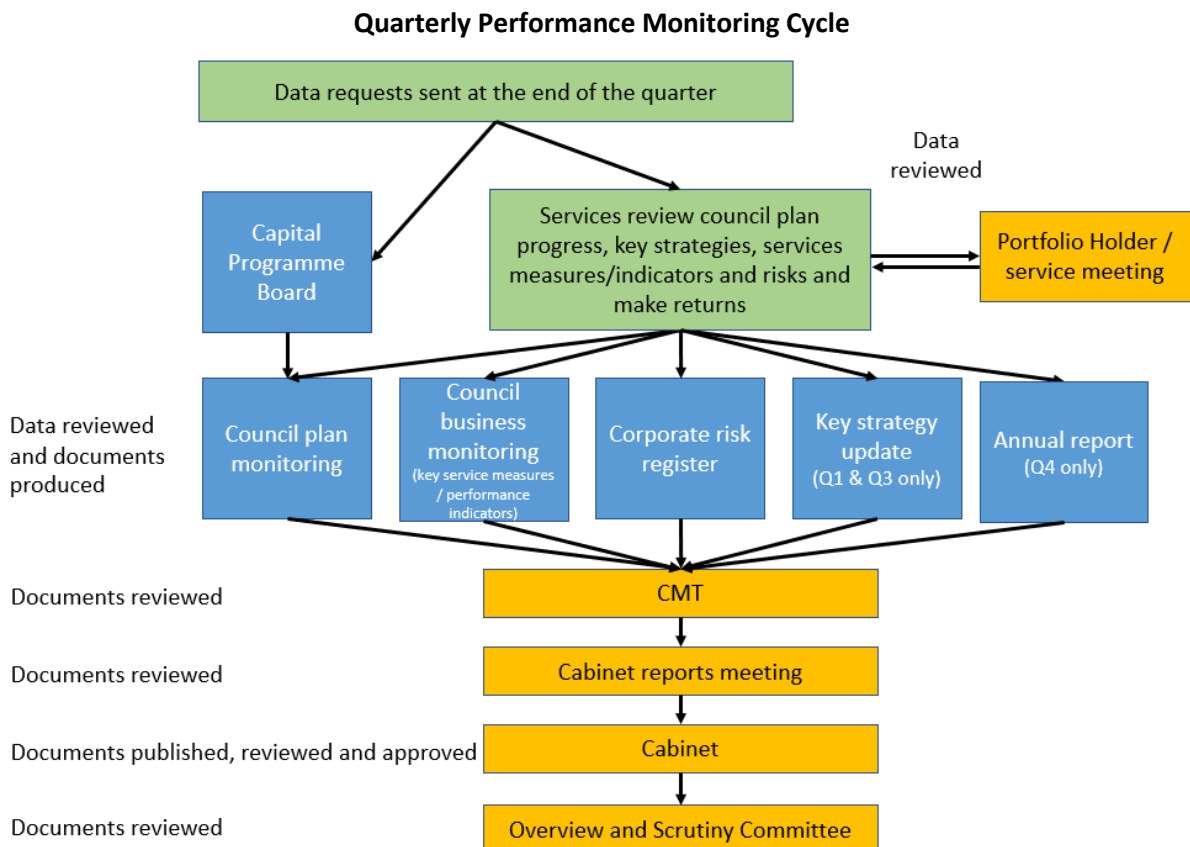 Quarterly Performance Monitoring Cycle
Data requests sent at the end of the quarter
Data
reviewed
Capital
Programme
Board
Services review council plan
progress, key strategies, services
measures/indicators and risks and
make returns
Portfolio Holder /
service meeting
Data reviewed
and documents
produced
Council plan
monitoring
Council
business
monitoring
(key service measures
/ performance
indicators)
Corporate risk
register
Key strategy
update
(Q1 & Q3 only)
Annual report
(Q4 only)
Documents reviewed
CMT
Documents reviewed
Cabinet reports meeting
Documents published, reviewed and approved
Cabinet
Documents reviewed
Overview and Scrutiny Committee